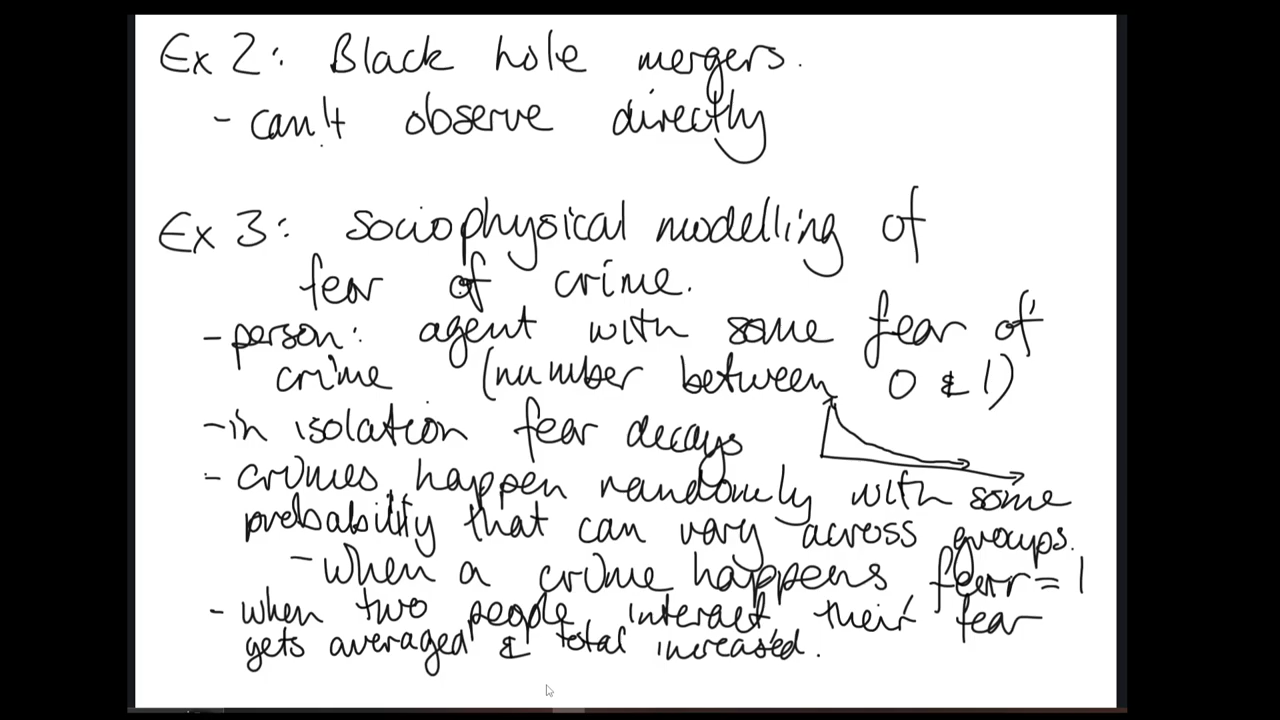 Ex 2: Black hole mergers.
- can't observe directly
Ex 3: sociophysical modelling of
fear of crime.
- person: agent with some fear of
crime (number between 0 & 1)
- in isolation fear decays
- crimes happen randomly with some
probability that can vary across groups.
- when a crime happens fear = 1
- when two people interact their fear
gets averaged & total increased.